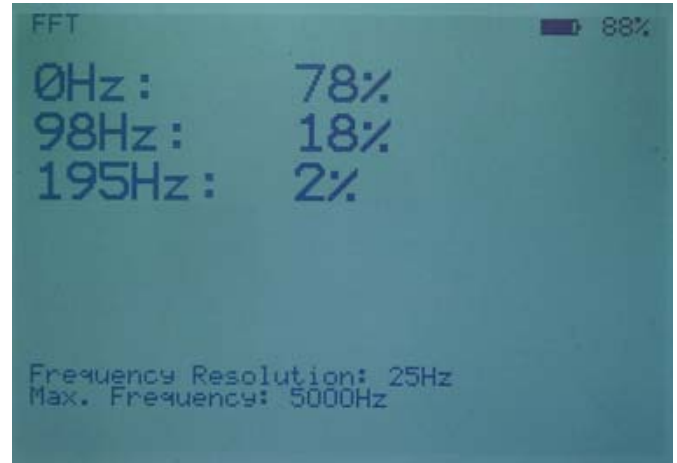 FFT 88%
0Hz: 78%
98Hz: 18%
195Hz: 2%
Frequency Resolution: 25Hz
Max. Frequency: 5000Hz